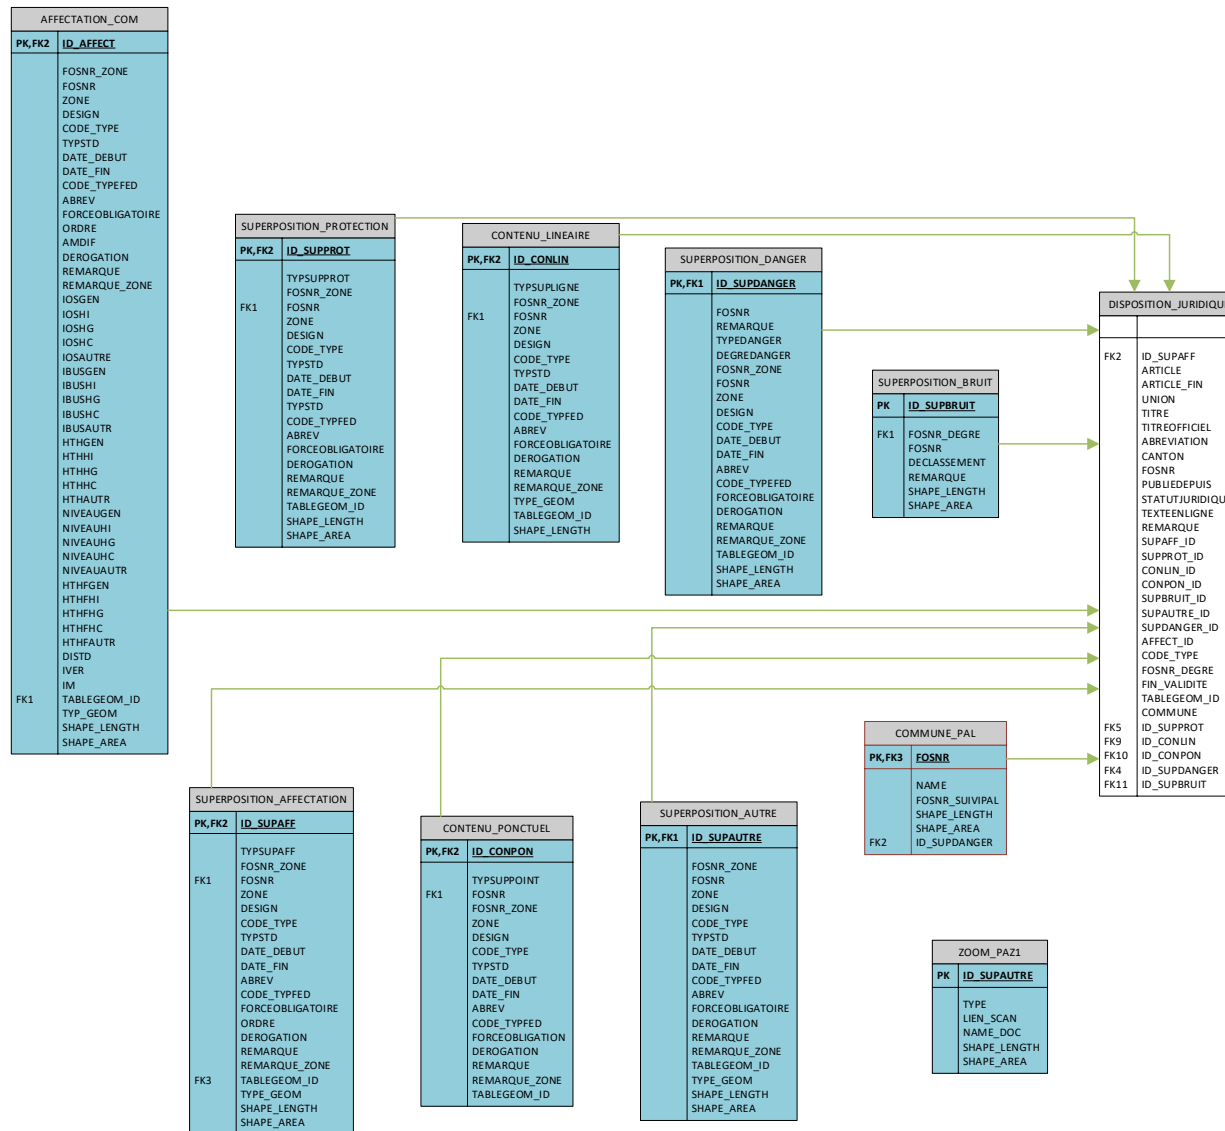 AFFECTATION_COM
PK,FK2 ID_AFFECT
FOSNR_ZONE
FOSNR
ZONE
DESIGN
CODE_TYPE
TYPSTD
DATE_DEBUT
DATE_FIN
CODE_TYPEFED
ABREV
FORCEOBLIGATOIRE
ORDRE
AMDIF
DEROGATION
REMARQUE
REMARQUE_ZONE
IOSGEN
IOSHI
IOSHG
IOSHC
IOSAUTRE
IBUSGEN
IBUSHI
IBUSHG
IBUSHC
IBUSAUTR
HTHGEN
HTHHI
HTHHG
HTHHC
HTHAUTR
NIVEAUGEN
NIVEAUHI
NIVEAUHG
NIVEAUHC
NIVEAUAUTR
HTHFGEN
HTHFHI
HTHFHG
HTHFHC
HTHFAUTR
DISTD
IVER
IM
FK1 TABLEGEOM_ID
TYP_GEOM
SHAPE_LENGTH
SHAPE_AREA
SUPERPOSITION_PROTECTION
PK,FK2 ID_SUPPROT
TYPSUPPROT
FOSNR_ZONE
FK1 FOSNR
ZONE
DESIGN
CODE_TYPE
TYPSTD
DATE_DEBUT
DATE_FIN
TYPSTD
CODE_TYPFED
ABREV
FORCEOBLIGATOIRE
DEROGATION
REMARQUE
REMARQUE_ZONE
TABLEGEOM_ID
SHAPE_LENGTH
SHAPE_AREA
CONTENU_LINEAIRE
PK,FK2 ID_CONLIN
TYPSUPLIGNE
FOSNR_ZONE
FK1 FOSNR
ZONE
DESIGN
CODE_TYPE
TYPSTD
DATE_DEBUT
DATE_FIN
CODE_TYPFED
ABREV
FORCEOBLIGATOIRE
DEROGATION
REMARQUE
REMARQUE_ZONE
TYPE_GEOM
TABLEGEOM_ID
SHAPE_LENGTH
SUPERPOSITION_DANGER
PK,FK1 ID_SUPDANGER
FOSNR
REMARQUE
TYPEDANGER
DEGREDANGER
FOSNR_ZONE
FOSNR
ZONE
DESIGN
CODE_TYPE
DATE_DEBUT
DATE_FIN
ABREV
CODE_TYPEFED
FORCEOBLIGATOIRE
DEROGATION
REMARQUE
REMARQUE_ZONE
TABLEGEOM_ID
SHAPE_LENGTH
SHAPE_AREA
SUPERPOSITION_BRUIT
PK ID_SUPBRUIT
FK1 FOSNR_DEGRE
FOSNR
DECLASSEMENT
REMARQUE
SHAPE_LENGTH
SHAPE_AREA
DISPOSITION_JURIDIQU
FK2 ID_SUPAFF
ARTICLE
ARTICLE_FIN
UNION
TITRE
TITREOFFICIEL
ABREVIATION
CANTON
FOSNR
PUBLIEDEPUIS
STATUTJURIDIQU
TEXTEENLIGNE
REMARQUE
SUPAFF_ID
SUPPROT_ID
CONLIN_ID
CONPON_ID
SUPBRUIT_ID
SUPAUTRE_ID
SUPDANGER_ID
AFFECT_ID
CODE_TYPE
FOSNR_DEGRE
FIN_VALIDITE
TABLEGEOM_ID
COMMUNE
FK5 ID_SUPPROT
FK9 ID_CONLIN
FK10 ID_CONPON
FK4 ID_SUPDANGER
FK11 ID_SUPBRUIT
COMMUNE_PAL
PK,FK3 FOSNR
NAME
FOSNR_SUIVIPAL
SHAPE_LENGTH
SHAPE_AREA
FK2 ID_SUPDANGER
SUPERPOSITION_AFFECTATION
PK,FK2 ID_SUPAFF
TYPSUPAFF
FOSNR_ZONE
FK1 FOSNR
ZONE
DESIGN
CODE_TYPE
TYPSTD
DATE_DEBUT
DATE_FIN
ABREV
CODE_TYPFED
FORCEOBLIGATOIRE
ORDRE
DEROGATION
REMARQUE
REMARQUE_ZONE
FK3 TABLEGEOM_ID
TYPE_GEOM
SHAPE_LENGTH
SHAPE_AREA
CONTENU_PONCTUEL
PK,FK2 ID_CONPON
TYPSUPPOINT
FK1 FOSNR
FOSNR_ZONE
ZONE
DESIGN
CODE_TYPE
TYPSTD
DATE_DEBUT
DATE_FIN
ABREV
CODE_TYPFED
FORCEOBLIGATION
DEROGATION
REMARQUE
REMARQUE_ZONE
TABLEGEOM_ID
SUPERPOSITION_AUTRE
PK,FK1 ID_SUPAUTRE
FOSNR_ZONE
FOSNR
ZONE
DESIGN
CODE_TYPE
TYPSTD
DATE_DEBUT
DATE_FIN
CODE_TYPFED
ABREV
FORCEOBLIGATOIRE
DEROGATION
REMARQUE
REMARQUE_ZONE
TABLEGEOM_ID
TYPE_GEOM
SHAPE_LENGTH
SHAPE_AREA
ZOOM_PAZ1
PK ID_SUPAUTRE
TYPE
LIEN_SCAN
NAME_DOC
SHAPE_LENGTH
SHAPE_AREA